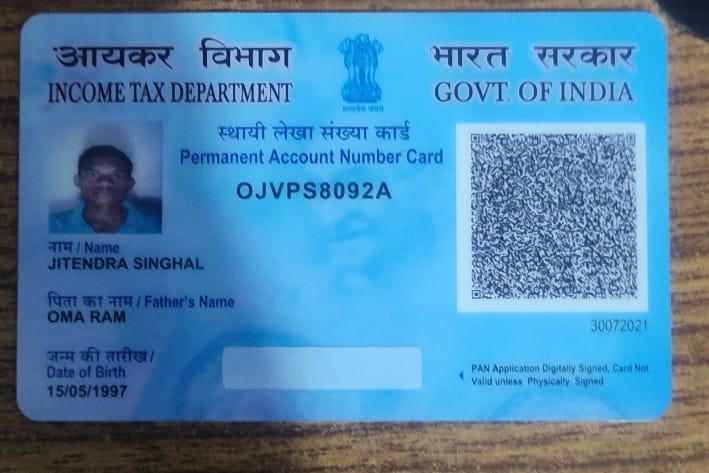 आयकर विभाग
INCOME TAX DEPARTMENT
सत्यमेव जयते
भारत सरकार
GOVT. OF INDIA
स्थायी लेखा संख्या कार्ड
Permanent Account Number Card
OJVPS8092A
नाम / Name
JITENDRA SINGHAL
पिता का नाम / Father's Name
OMA RAM
जन्म की तारीख /
Date of Birth
15/05/1997
30072021
PAN Application Digitally Signed, Card Not
Valid unless Physically Signed